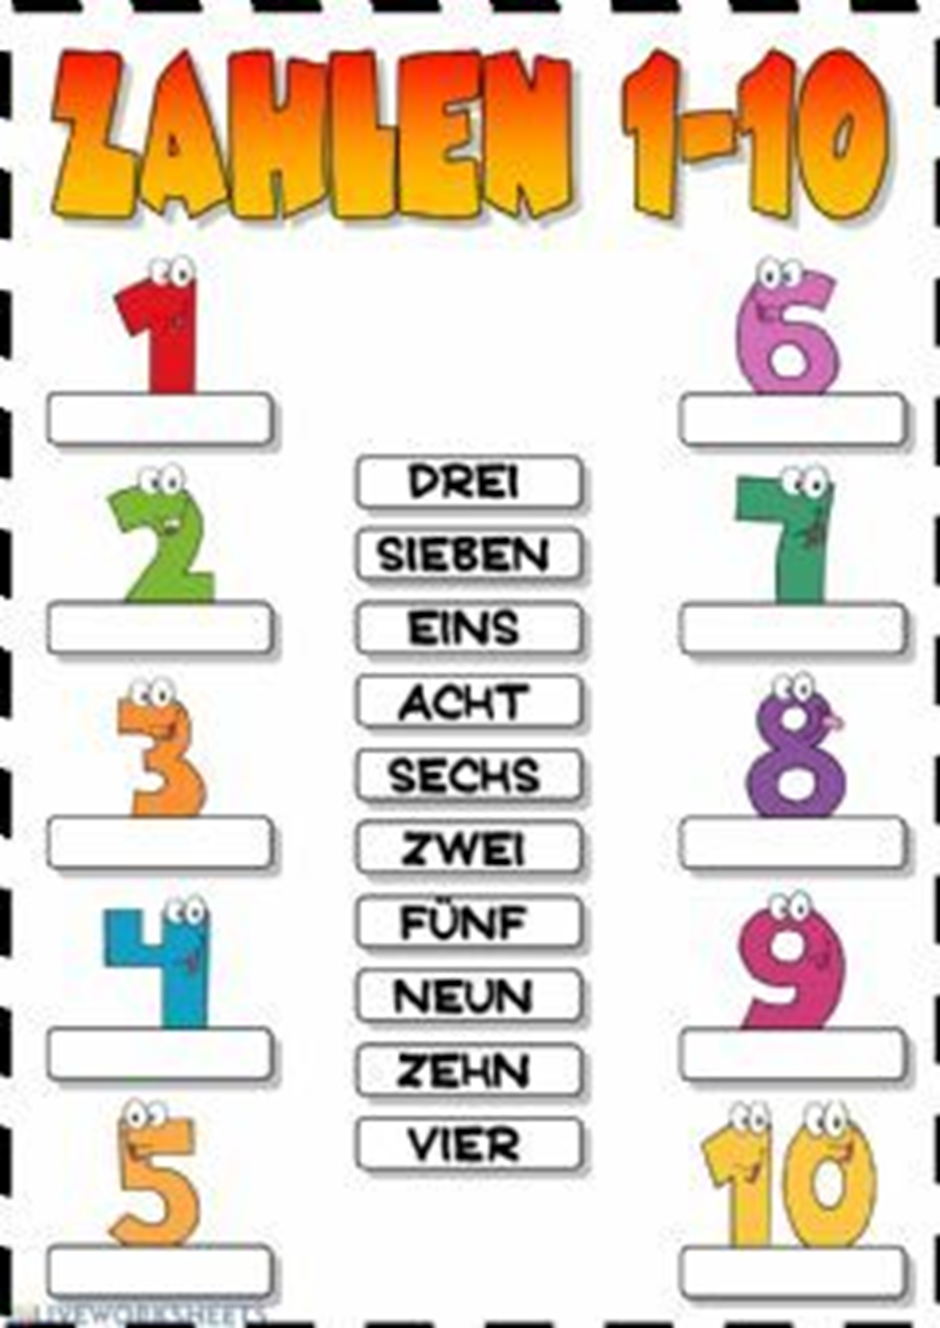 ZAHLEN 1-10
1
6
DREI
2
7
SIEBEN
EINS
3
8
ACHT
SECHS
ZWEI
4
9
FÜNF
NEUN
ZEHN
5
10
VIER
LIVEWORKSHEETS